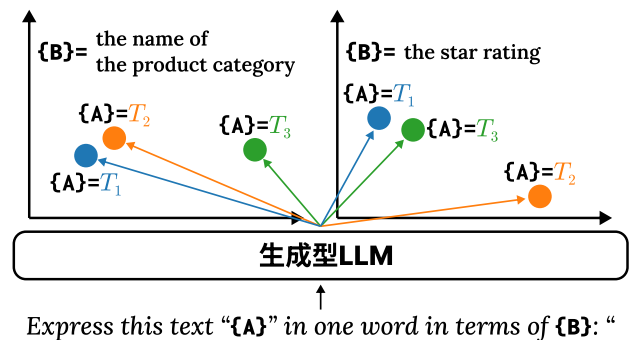 {B}= the name of
the product category
{B}= the star rating
{A}=T₂
{A}=T₃
{A}=T₁
{A}=T₁
{A}=T₃
{A}=T₂
生成型LLM
Express this text “{A}” in one word in terms of {B}: “